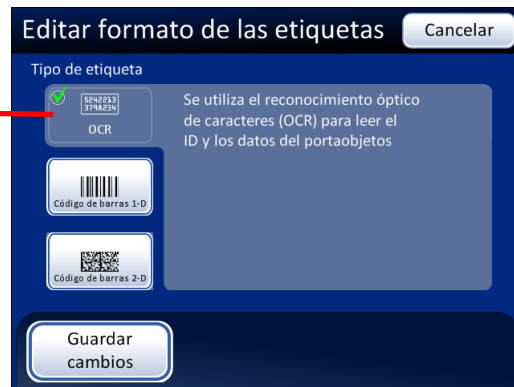 Editar formato de las etiquetas
Cancelar
Tipo de etiqueta
5242213
3798234
OCR
Se utiliza el reconocimiento óptico
de caracteres (OCR) para leer el
ID y los datos del portaobjetos
Código de barras 1-D
Código de barras 2-D
Guardar
cambios